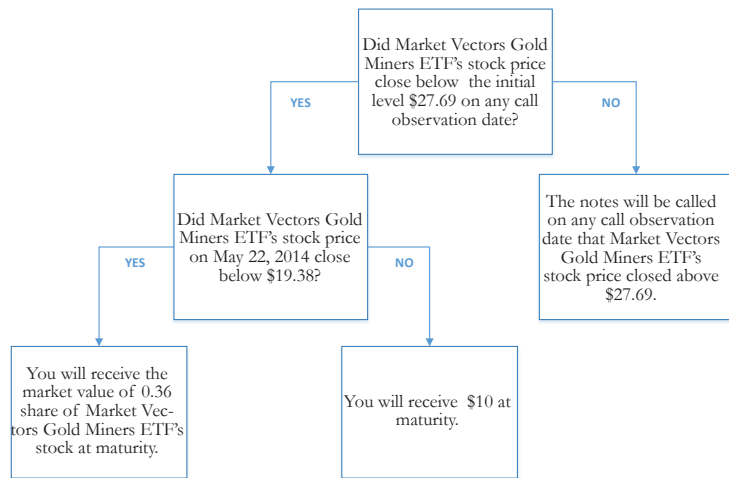 Did Market Vectors Gold
Miners ETF's stock price
close below the initial
level $27.69 on any call
observation date?
YES
NO
Did Market Vectors Gold
Miners ETF's stock price
on May 22, 2014 close
below $19.38?
The notes will be called
on any call observation
date that Market Vectors
Gold Miners ETF's
stock price closed above
$27.69.
YES
NO
You will receive the
market value of 0.36
share of Market Vec-
tors Gold Miners ETF's
stock at maturity.
You will receive $10 at
maturity.